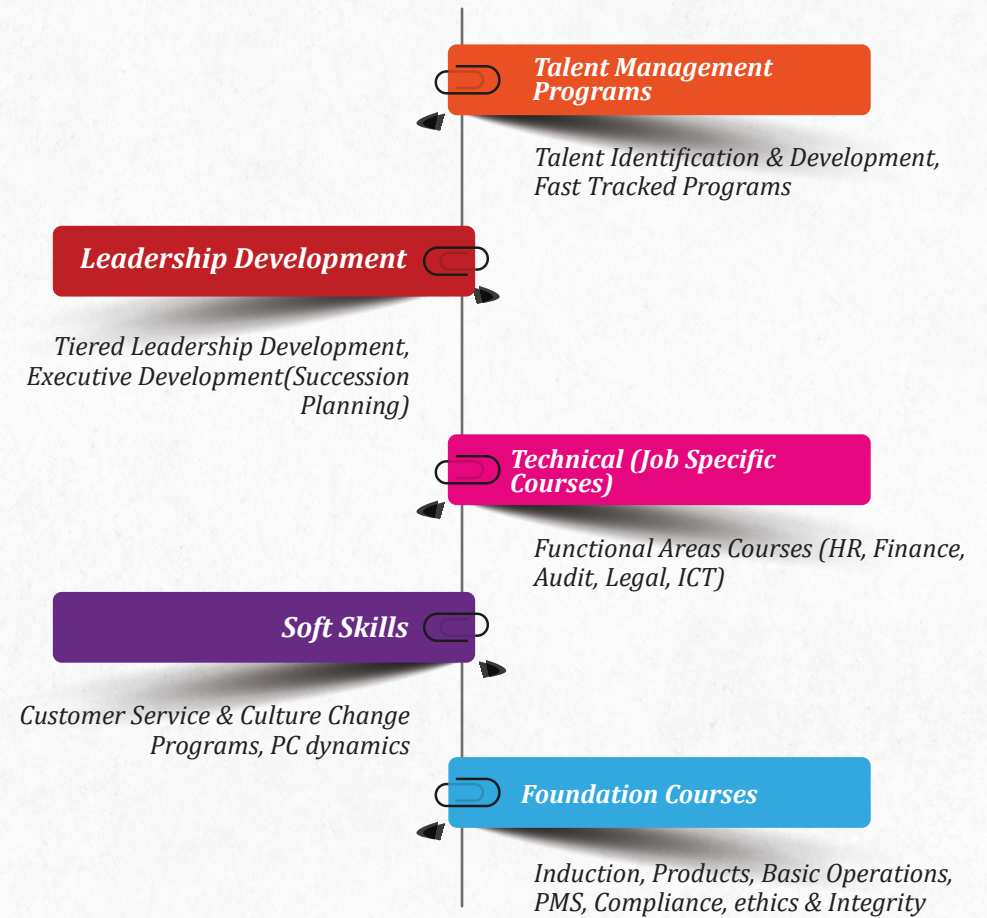 Talent Management
Programs
Talent Identification & Development,
Fast Tracked Programs
Leadership Development
Tiered Leadership Development,
Executive Development(Succession
Planning)
Technical (Job Specific
Courses)
Functional Areas Courses (HR, Finance,
Audit, Legal, ICT)
Soft Skills
Customer Service & Culture Change
Programs, PC dynamics
Foundation Courses
Induction, Products, Basic Operations,
PMS, Compliance, ethics & Integrity